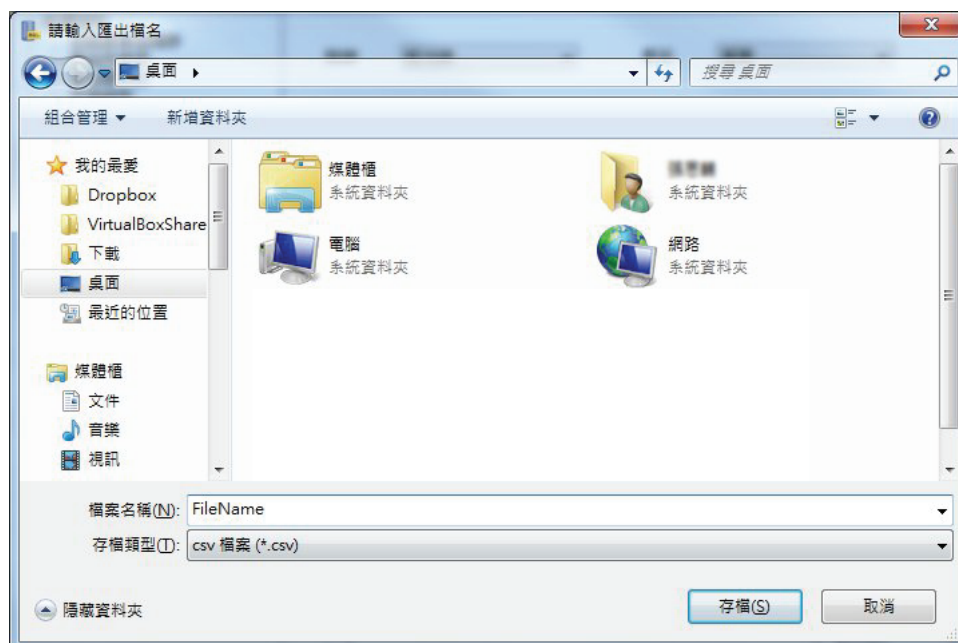 請輸入匯出檔名
桌面
搜尋 桌面
組合管理
新增資料夾
我的最愛
Dropbox
VirtualBoxShare
下載
桌面
最近的位置
媒體櫃
文件
音樂
視訊
媒體櫃
系統資料夾
系統資料夾
電腦
系統資料夾
網路
系統資料夾
檔案名稱(N): FileName
存檔類型(T): csv 檔案 (*.csv)
隱藏資料夾
存檔(S)
取消